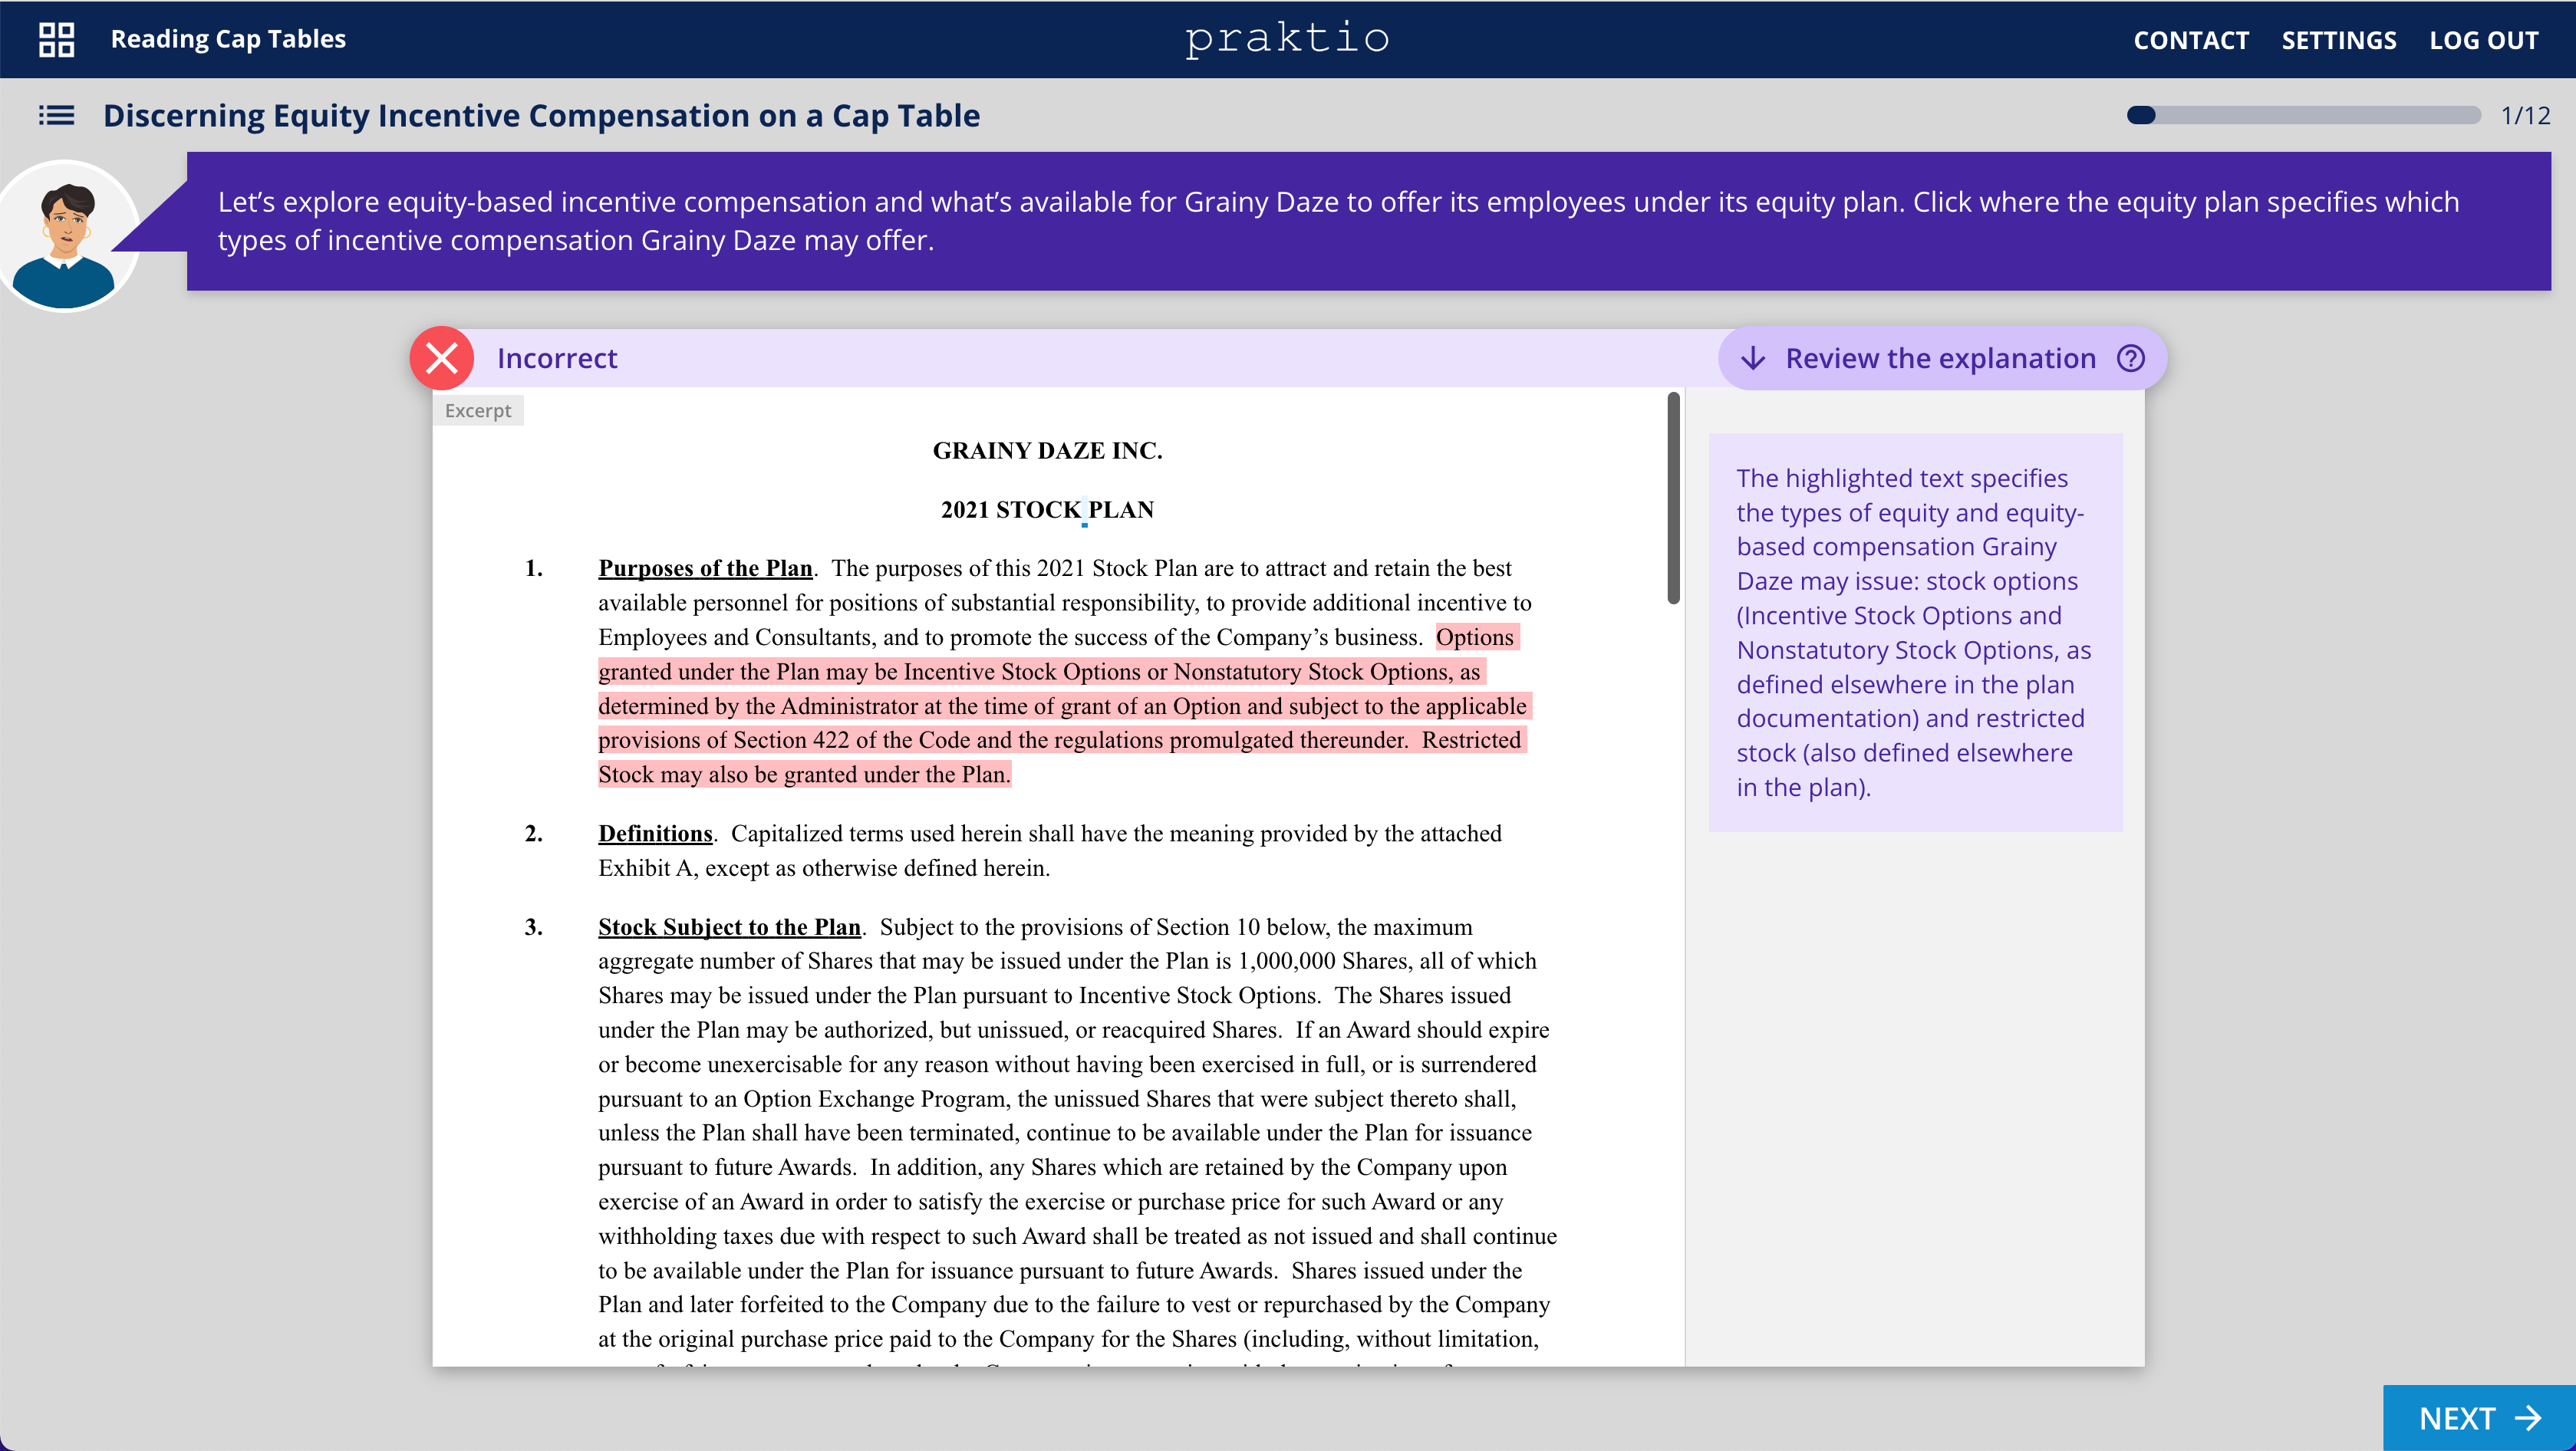 Reading Cap Tables
praktio
CONTACT SETTINGS LOG OUT
Discerning Equity Incentive Compensation on a Cap Table
1/12
Let’s explore equity-based incentive compensation and what’s available for Grainy Daze to offer its employees under its equity plan. Click where the equity plan specifies which
types of incentive compensation Grainy Daze may offer.
Incorrect
Review the explanation ?
Excerpt
GRAINY DAZE INC.
2021 STOCK PLAN
1. Purposes of the Plan. The purposes of this 2021 Stock Plan are to attract and retain the best
available personnel for positions of substantial responsibility, to provide additional incentive to
Employees and Consultants, and to promote the success of the Company’s business. Options
granted under the Plan may be Incentive Stock Options or Nonstatutory Stock Options, as
determined by the Administrator at the time of grant of an Option and subject to the applicable
provisions of Section 422 of the Code and the regulations promulgated thereunder. Restricted
Stock may also be granted under the Plan.
2. Definitions. Capitalized terms used herein shall have the meaning provided by the attached
Exhibit A, except as otherwise defined herein.
3. Stock Subject to the Plan. Subject to the provisions of Section 10 below, the maximum
aggregate number of Shares that may be issued under the Plan is 1,000,000 Shares, all of which
Shares may be issued under the Plan pursuant to Incentive Stock Options. The Shares issued
under the Plan may be authorized, but unissued, or reacquired Shares. If an Award should expire
or become unexercisable for any reason without having been exercised in full, or is surrendered
pursuant to an Option Exchange Program, the unissued Shares that were subject thereto shall,
unless the Plan shall have been terminated, continue to be available under the Plan for issuance
pursuant to future Awards. In addition, any Shares which are retained by the Company upon
exercise of an Award in order to satisfy the exercise or purchase price for such Award or any
withholding taxes due with respect to such Award shall be treated as not issued and shall continue
to be available under the Plan for issuance pursuant to future Awards. Shares issued under the
Plan and later forfeited to the Company due to the failure to vest or repurchased by the Company
at the original purchase price paid to the Company for the Shares (including, without limitation,
The highlighted text specifies
the types of equity and equity-
based compensation Grainy
Daze may issue: stock options
(Incentive Stock Options and
Nonstatutory Stock Options, as
defined elsewhere in the plan
documentation) and restricted
stock (also defined elsewhere
in the plan).
NEXT